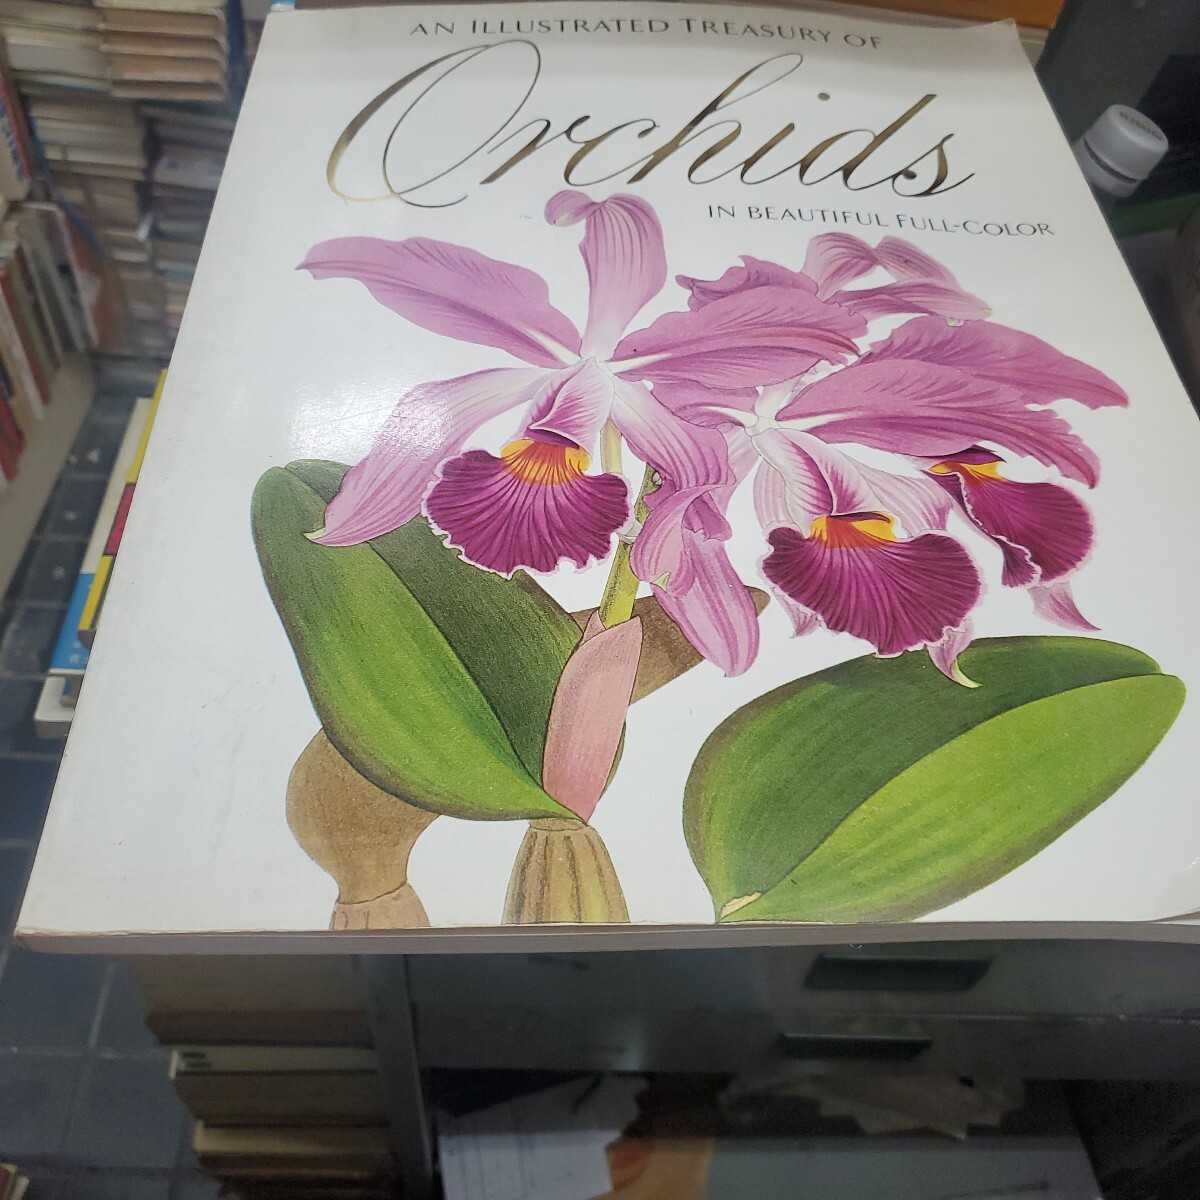 AN ILLUSTRATED TREASURY OF
Orchids
IN BEAUTIFUL FULL-COLOR